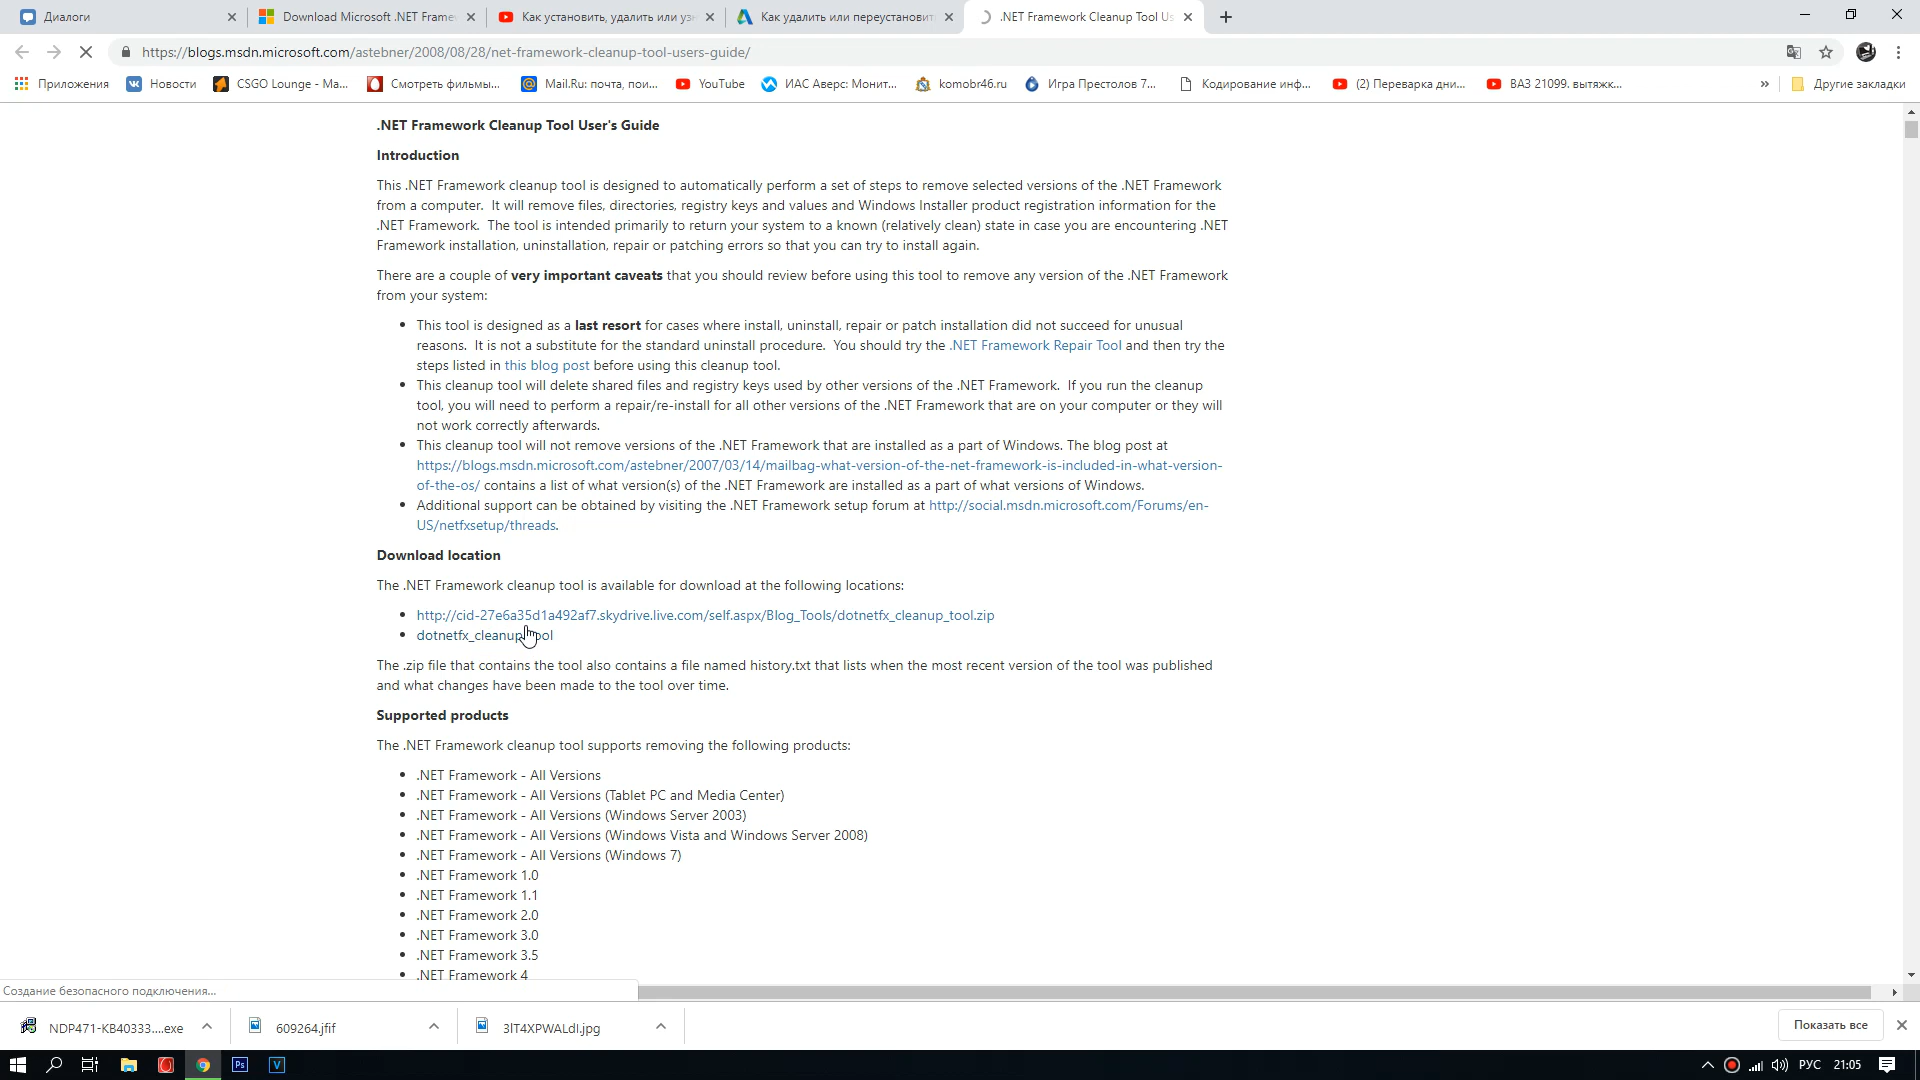 Диалоги
Download Microsoft .NET Framew
Как установить, удалить или узн
Как удалить или переустановить
.NET Framework Cleanup Tool Us
https://blogs.msdn.microsoft.com/astebner/2008/08/28/net-framework-cleanup-tool-users-guide/
Приложения
Новости
CSGO Lounge - Ma...
Смотреть фильмы...
Mail.Ru: почта, пои...
YouTube
ИАС Аверс: Монит...
komobr46.ru
Игра Престолов 7...
Кодирование инф...
(2) Переварка дни...
ВАЗ 21099. вытяжк...
»
Другие закладки
.NET Framework Cleanup Tool User's Guide
Introduction
This .NET Framework cleanup tool is designed to automatically perform a set of steps to remove selected versions of the .NET Framework
from a computer. It will remove files, directories, registry keys and values and Windows Installer product registration information for the
.NET Framework. The tool is intended primarily to return your system to a known (relatively clean) state in case you are encountering .NET
Framework installation, uninstallation, repair or patching errors so that you can try to install again.
There are a couple of very important caveats that you should review before using this tool to remove any version of the .NET Framework
from your system:
• This tool is designed as a last resort for cases where install, uninstall, repair or patch installation did not succeed for unusual
reasons. It is not a substitute for the standard uninstall procedure. You should try the .NET Framework Repair Tool and then try the
steps listed in this blog post before using this cleanup tool.
• This cleanup tool will delete shared files and registry keys used by other versions of the .NET Framework. If you run the cleanup
tool, you will need to perform a repair/re-install for all other versions of the .NET Framework that are on your computer or they will
not work correctly afterwards.
• This cleanup tool will not remove versions of the .NET Framework that are installed as a part of Windows. The blog post at
https://blogs.msdn.microsoft.com/astebner/2007/03/14/mailbag-what-version-of-the-net-framework-is-included-in-what-version-
of-the-os/ contains a list of what version(s) of the .NET Framework are installed as a part of what versions of Windows.
• Additional support can be obtained by visiting the .NET Framework setup forum at http://social.msdn.microsoft.com/Forums/en-
US/netfxsetup/threads.
Download location
The .NET Framework cleanup tool is available for download at the following locations:
• http://cid-27e6a35d1a492af7.skydrive.live.com/self.aspx/Blog_Tools/dotnetfx_cleanup_tool.zip
• dotnetfx_cleanup_tool
The .zip file that contains the tool also contains a file named history.txt that lists when the most recent version of the tool was published
and what changes have been made to the tool over time.
Supported products
The .NET Framework cleanup tool supports removing the following products:
• .NET Framework - All Versions
• .NET Framework - All Versions (Tablet PC and Media Center)
• .NET Framework - All Versions (Windows Server 2003)
• .NET Framework - All Versions (Windows Vista and Windows Server 2008)
• .NET Framework - All Versions (Windows 7)
• .NET Framework 1.0
• .NET Framework 1.1
• .NET Framework 2.0
• .NET Framework 3.0
• .NET Framework 3.5
• .NET Framework 4
Создание безопасного подключения...
NDP471-KB40333....exe
609264.jfif
3lT4XPWALdI.jpg
Показать все
Ps
V
РУС
21:05